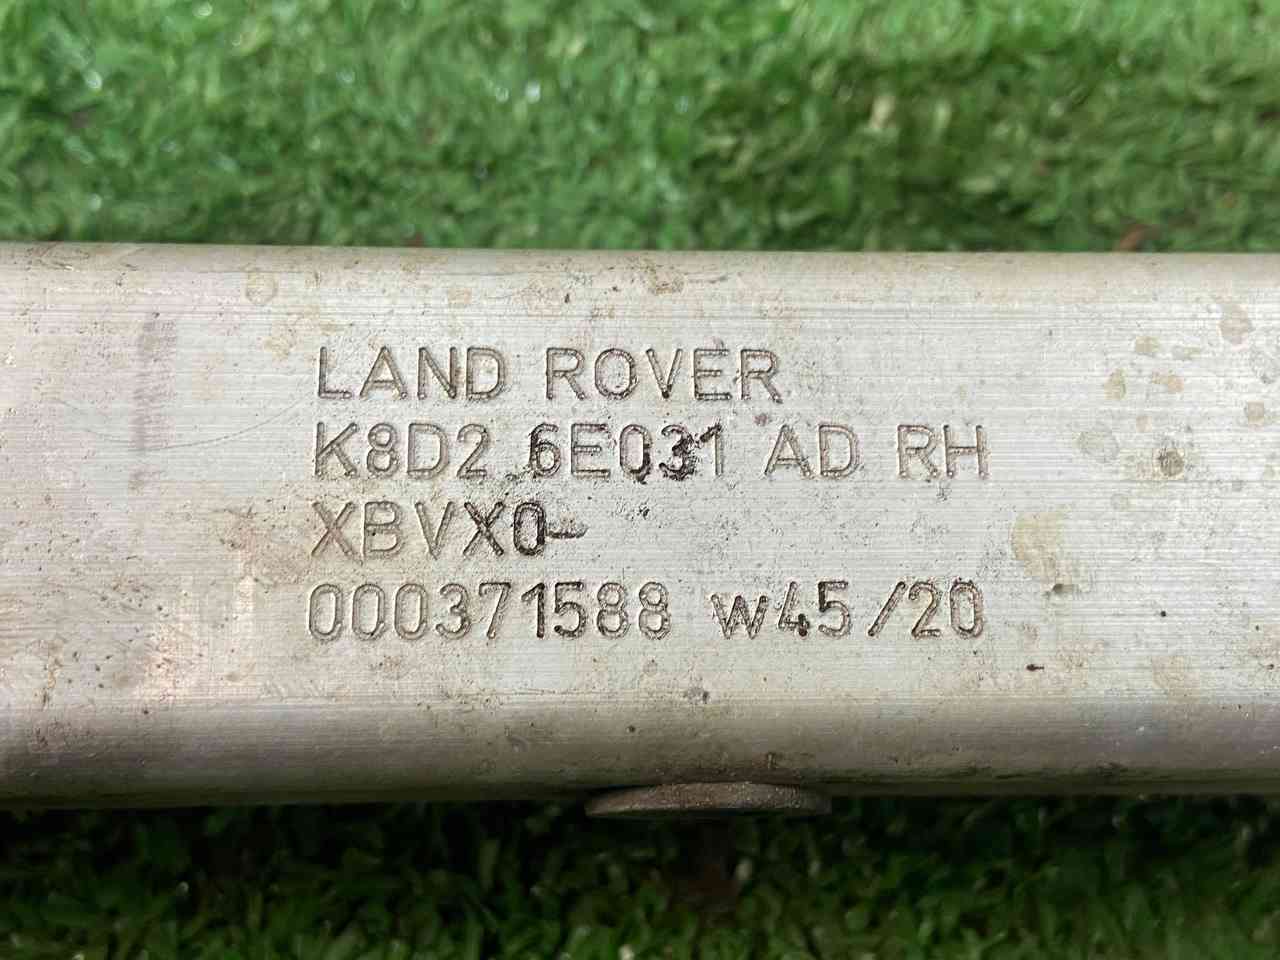 LAND ROVER
K8D2 6E031 AD RH
XBVX0
000371588 W45/20